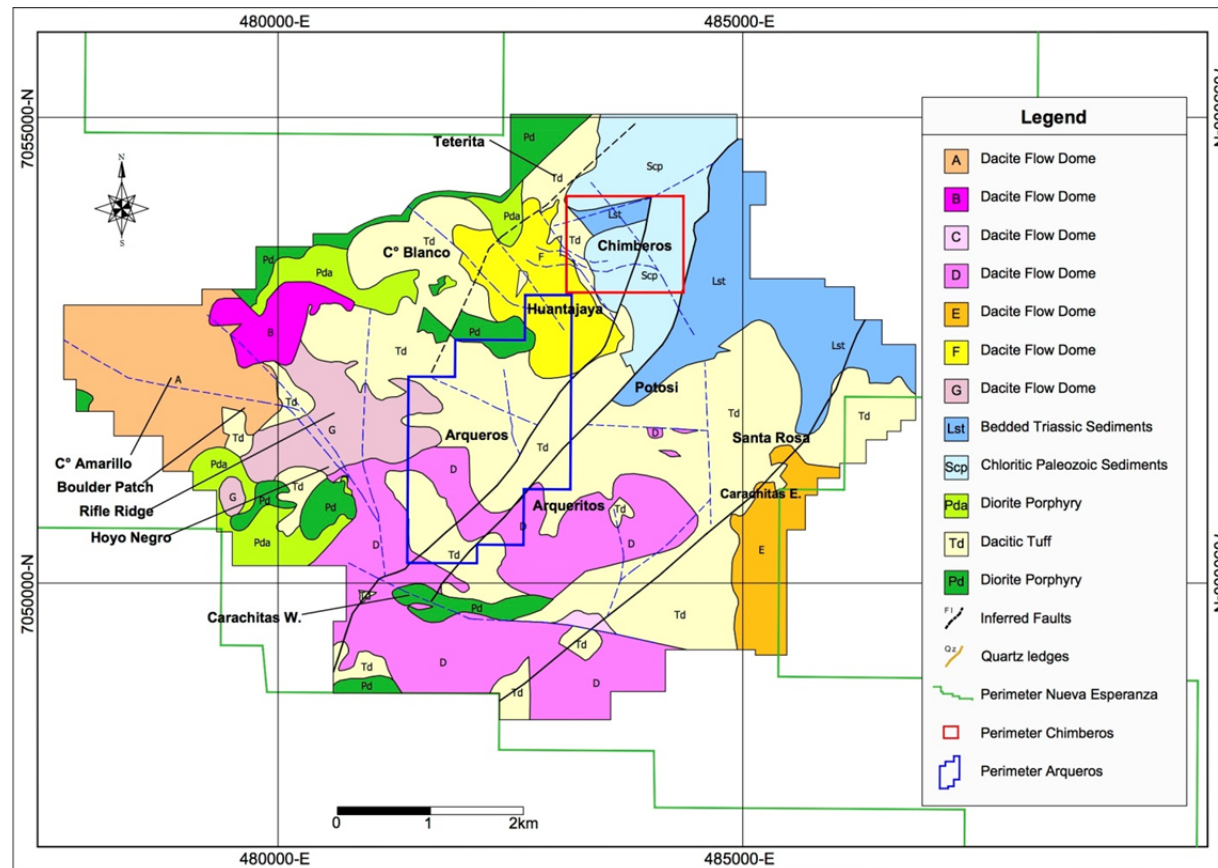 480000-E
485000-E
7055000-N
7055000-N
Pd
Teterita
Td
Scp
Pda
Lst
Td
Chimberos
Td
C° Blanco
F
Scp
Lst
Pd
Pda
Huantajaya
B
Pd
Lst
Td
A
Potosi
Td
Td
Td
G
Arqueros
Td
D
Santa Rosa
Td
C° Amarillo
Pda
D
Boulder Patch
Td
Carachitas E.
Rifle Ridge
G
Pd
Pd
Arqueritos
Td
D
Hoyo Negro
Pda
D
Td
E
7050000-N
7050000-N
Td
Carachitas W.
Pd
Td
Td
D
Td
D
Pd
Td
0
1
2km
480000-E
485000-E
Legend
A Dacite Flow Dome
B Dacite Flow Dome
C Dacite Flow Dome
D Dacite Flow Dome
E Dacite Flow Dome
F Dacite Flow Dome
G Dacite Flow Dome
Lst Bedded Triassic Sediments
Scp Chloritic Paleozoic Sediments
Pda Diorite Porphyry
Td Dacitic Tuff
Pd Diorite Porphyry
Fl Inferred Faults
Qz Quartz ledges
Perimeter Nueva Esperanza
Perimeter Chimberos
Perimeter Arqueros
N
S